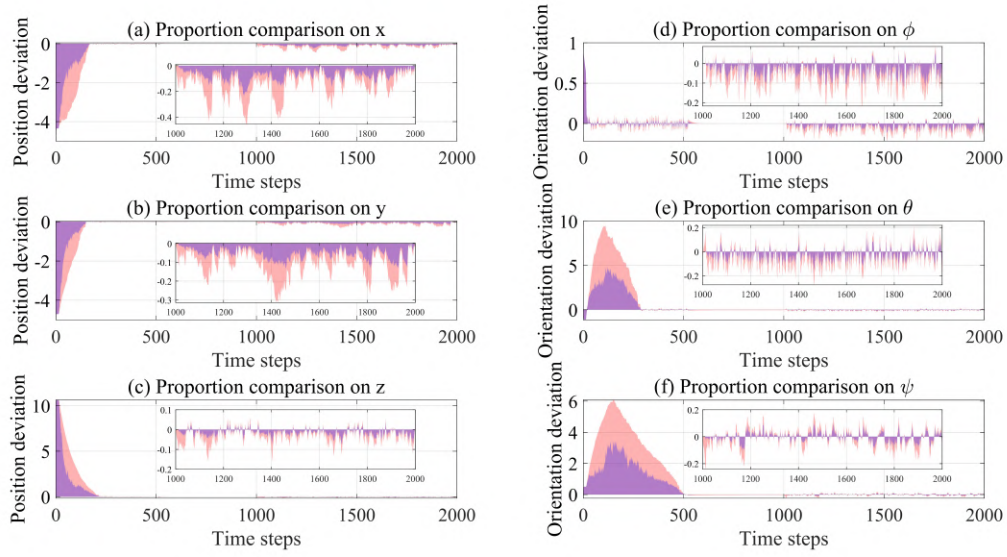 (a) Proportion comparison on x
Position deviation
0
-2
-4
0
-0.2
-0.4
1000 1200 1400 1600 1800 2000
0 500 1000 1500 2000
Time steps
(b) Proportion comparison on y
Position deviation
0
-2
-4
0
-0.1
-0.2
-0.3
1000 1200 1400 1600 1800 2000
0 500 1000 1500 2000
Time steps
(c) Proportion comparison on z
Position deviation
10
5
0
0.1
0
-0.1
-0.2
1000 1200 1400 1600 1800 2000
0 500 1000 1500 2000
Time steps
(d) Proportion comparison on ϕ
Orientation deviation
1
0.5
0
0
-0.1
-0.2
1000 1200 1400 1600 1800 2000
0 500 1000 1500 2000
Time steps
(e) Proportion comparison on θ
Orientation deviation
10
5
0
0.2
0
-0.2
1000 1200 1400 1600 1800 2000
0 500 1000 1500 2000
Time steps
(f) Proportion comparison on ψ
Orientation deviation
6
4
2
0
0.2
0
-0.2
1000 1200 1400 1600 1800 2000
0 500 1000 1500 2000
Time steps